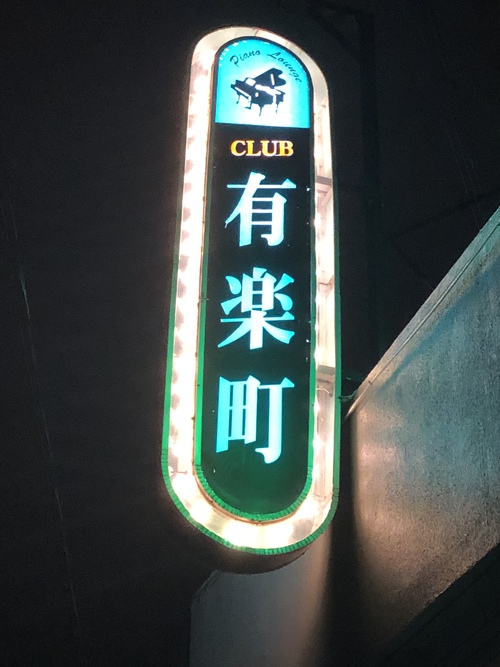 Piano Lounge
CLUB
有楽町